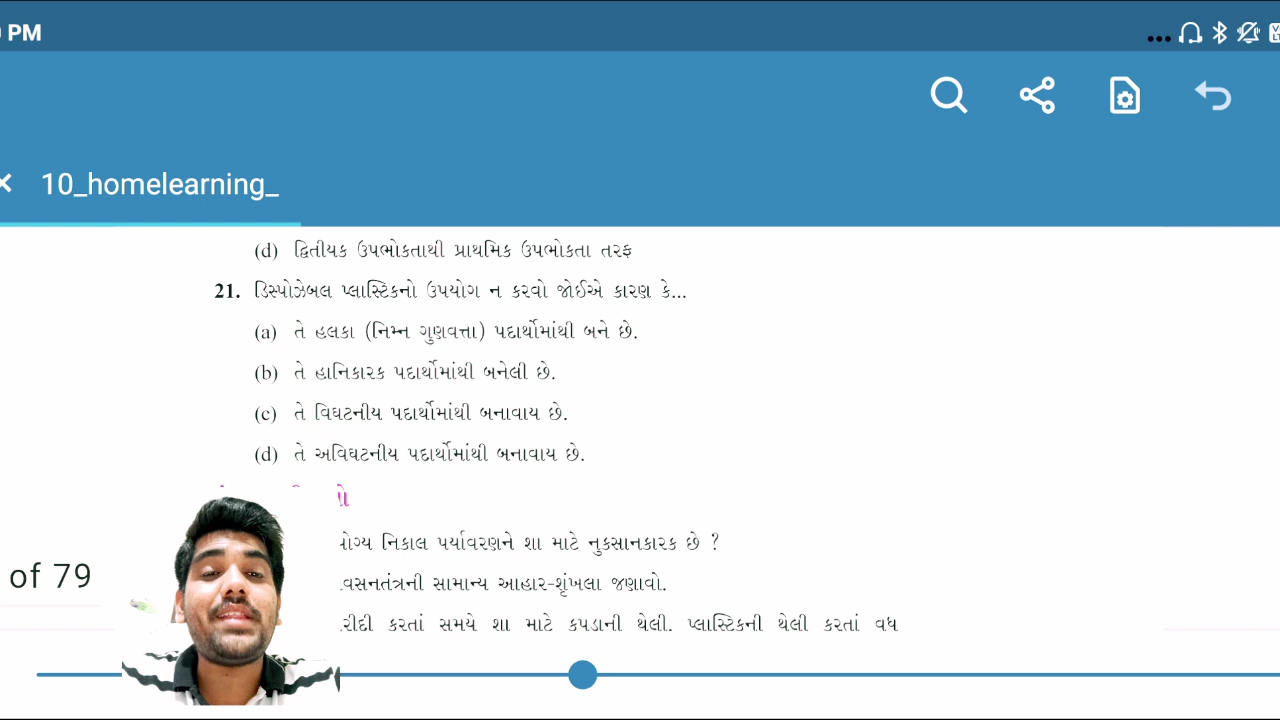 PM
10_homelearning_
(d) દ્વિતીયક ઉપભોક્તાથી પ્રાથમિક ઉપભોક્તા તરફ
21. ડિસ્પોઝેબલ પ્લાસ્ટિકનો ઉપયોગ ન કરવો જોઈએ કારણ કે...
(a) તે હલકા (નિમ્ન ગુણવત્તા) પદાર્થોમાંથી બને છે.
(b) તે હાનિકારક પદાર્થોમાંથી બનેલી છે.
(c) તે વિઘટનીય પદાર્થોમાંથી બનાવાય છે.
(d) તે અવિઘટનીય પદાર્થોમાંથી બનાવાય છે.
નિકાલ પર્યાવરણને શા માટે નુકસાનકારક છે ?
of 79
સામાન્ય આહાર-શૃંખલા જણાવો.
કરતાં સમયે શા માટે કપડાની થેલી. પ્લાસ્ટિકની થેલી કરતાં વધ